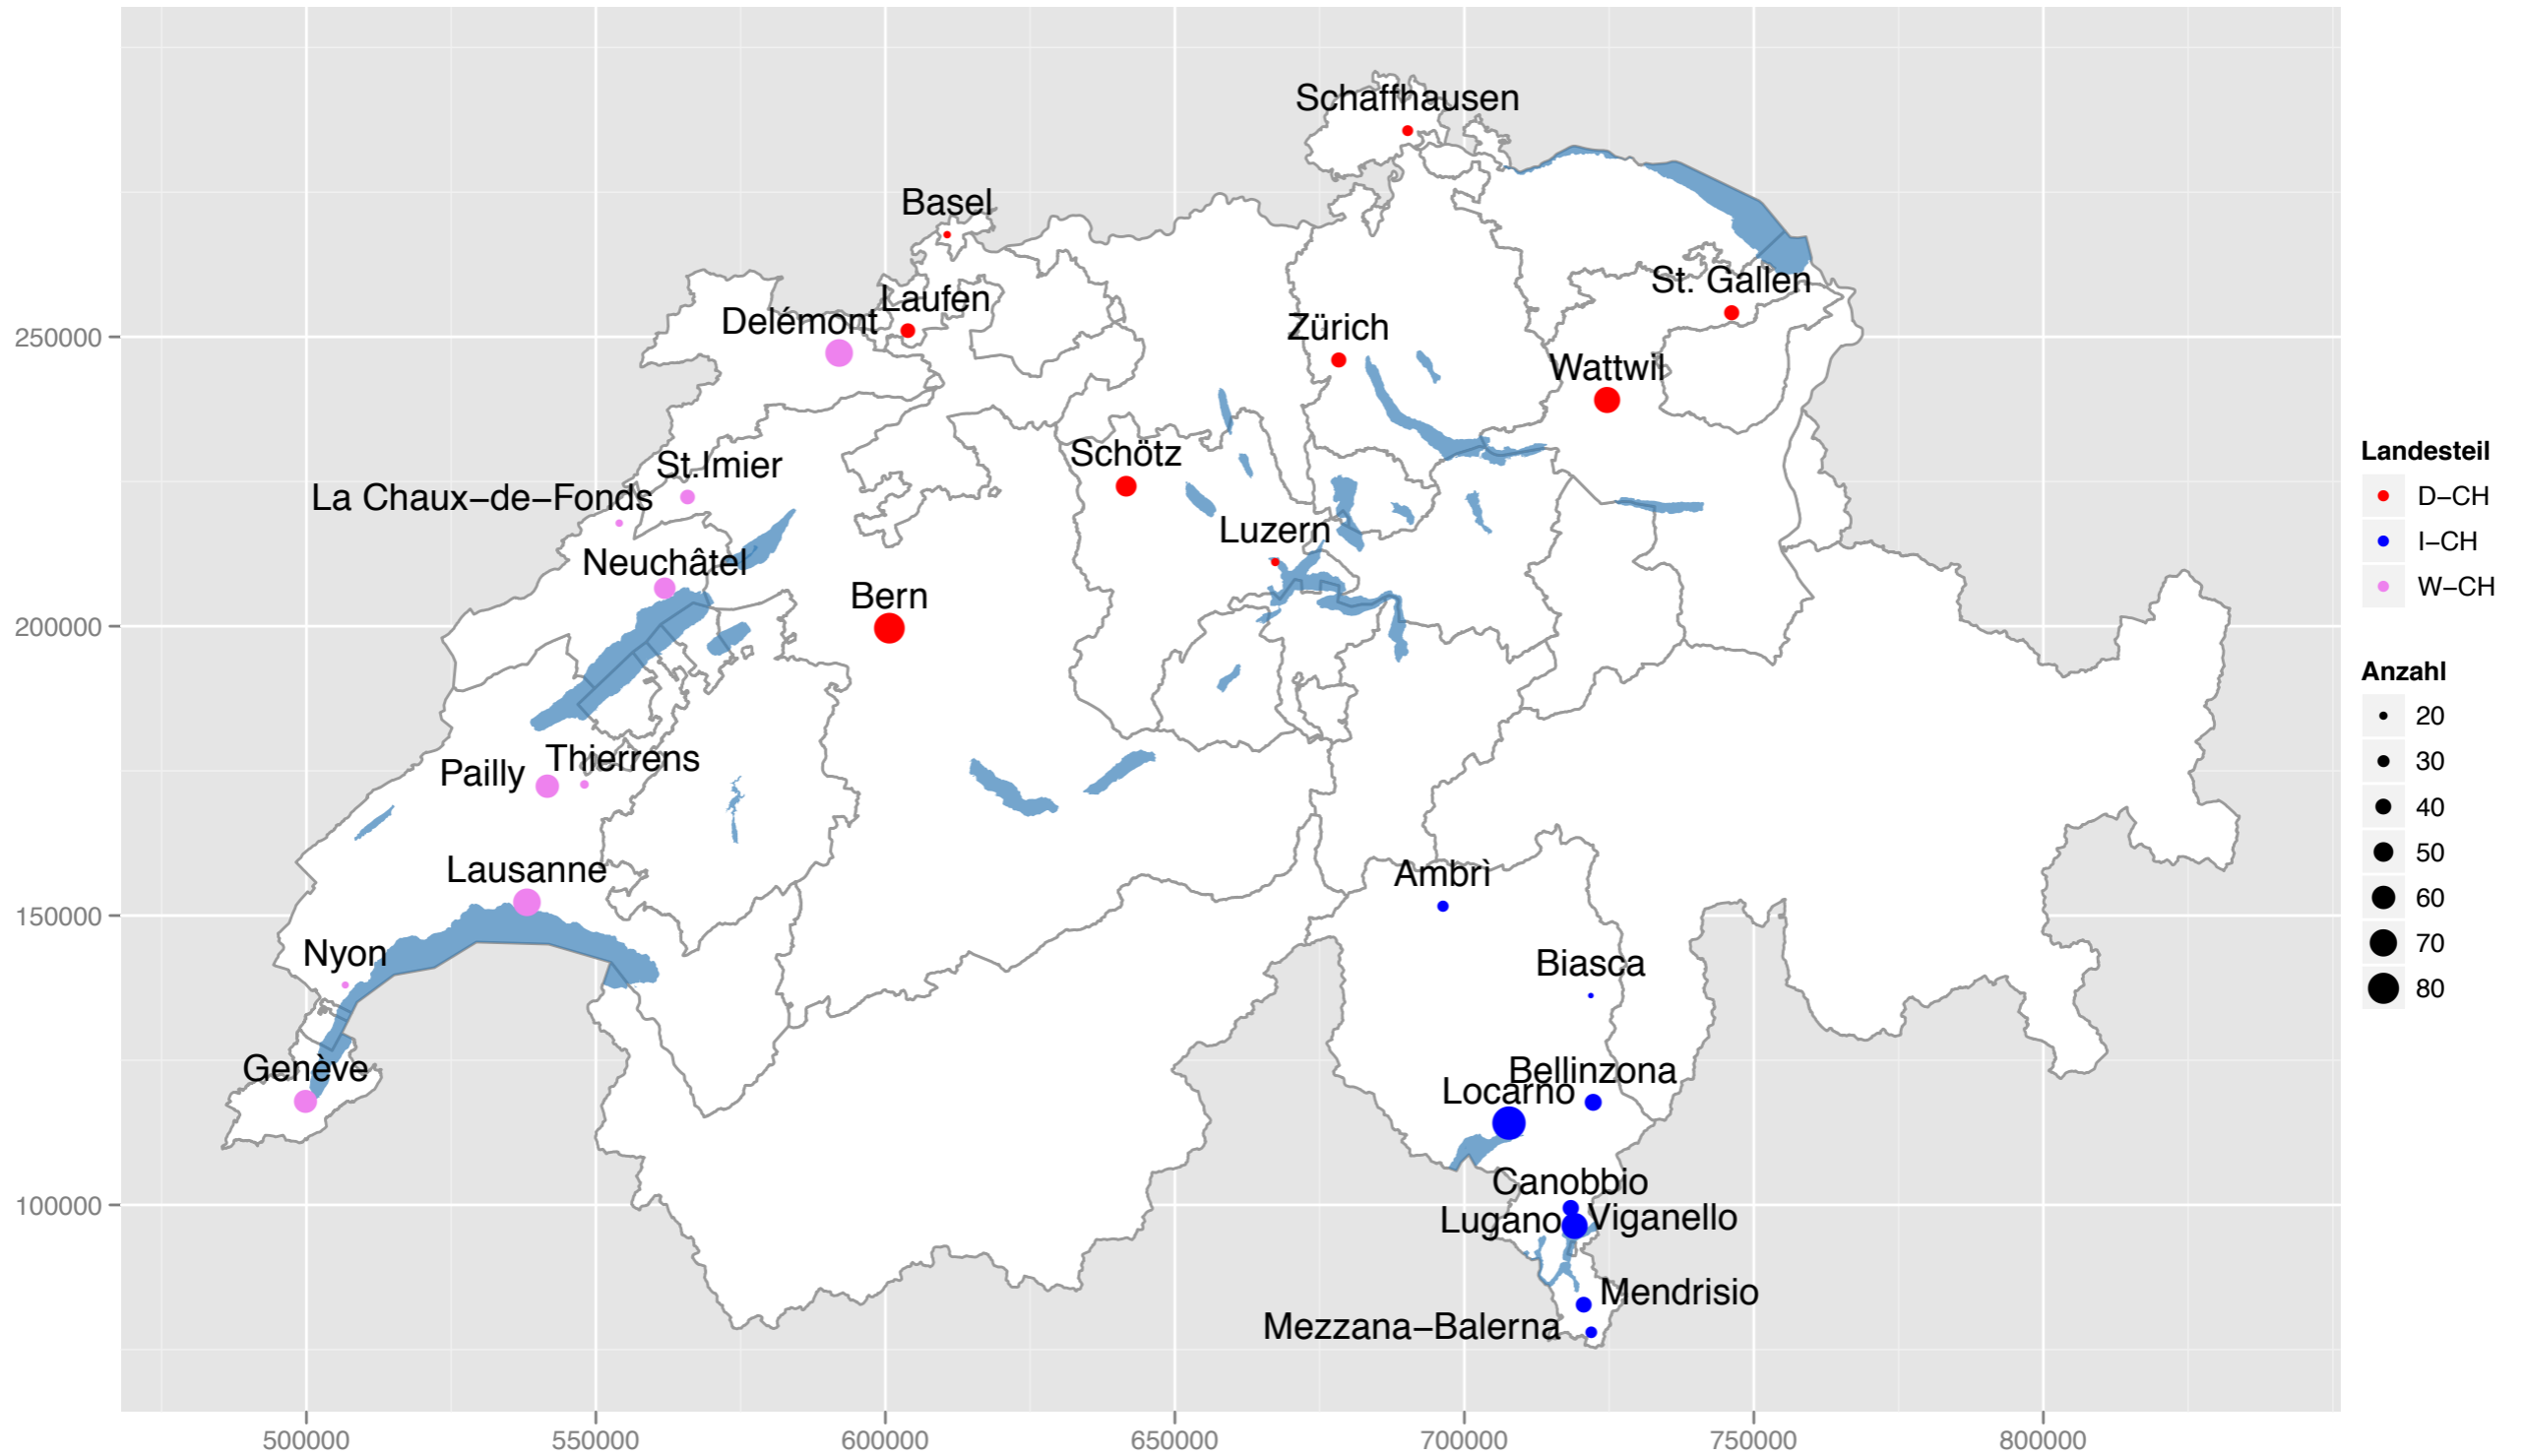 Schaffhausen
Basel
St. Gallen
Laufen
Delémont
Zürich
Wattwil
Schötz
St.Imier
La Chaux−de−Fonds
Luzern
Neuchâtel
Bern
Thierrens
Pailly
Lausanne
Ambrì
Nyon
Biasca
Genève
Bellinzona
Locarno
Canobbio
Lugano
Viganello
Mendrisio
Mezzana−Balerna
250000
200000
150000
100000
500000
550000
600000
650000
700000
750000
800000
Landesteil
D−CH
I−CH
W−CH
Anzahl
20
30
40
50
60
70
80